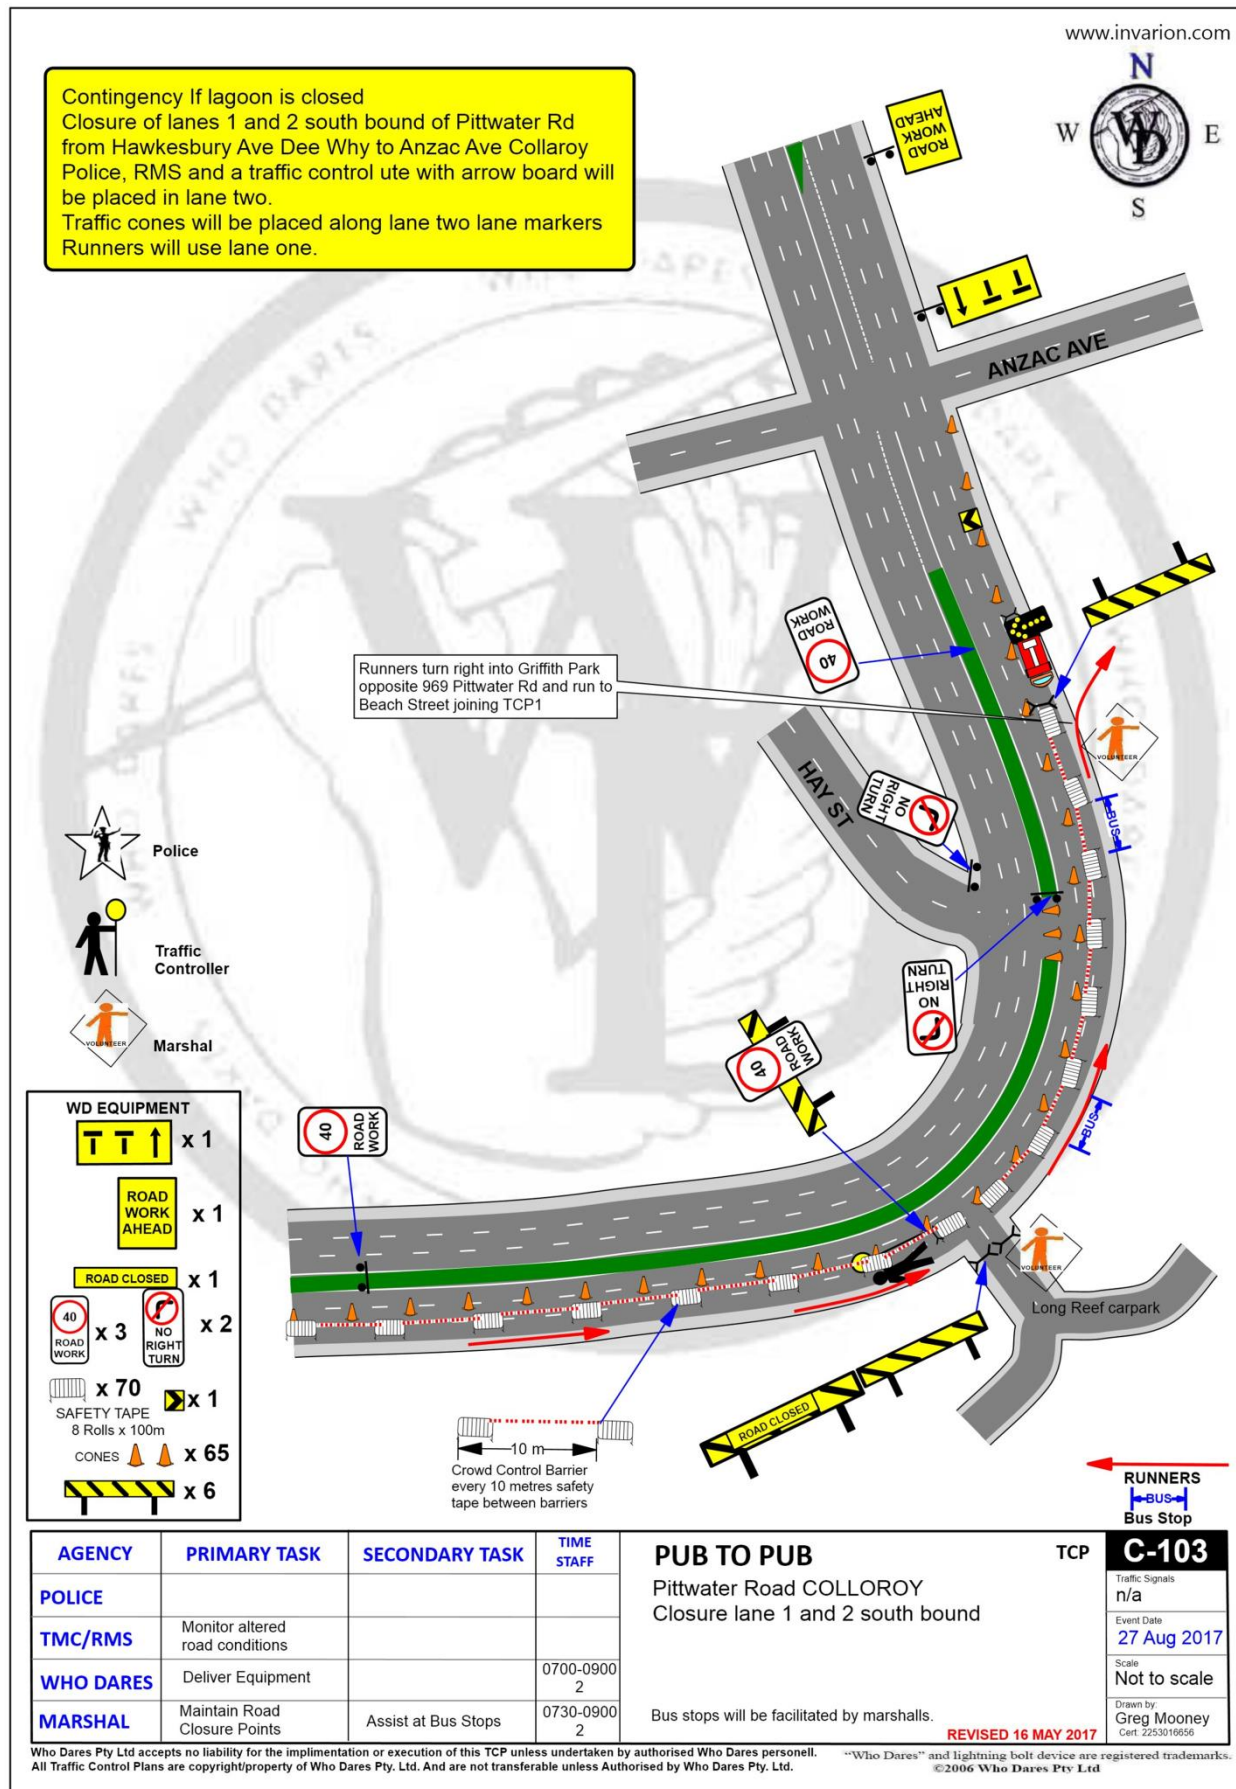 www.invarion.com
N
W
E
S
WD
Contingency If lagoon is closed
Closure of lanes 1 and 2 south bound of Pittwater Rd
from Hawkesbury Ave Dee Why to Anzac Ave Collaroy
Police, RMS and a traffic control ute with arrow board will
be placed in lane two.
Traffic cones will be placed along lane two lane markers
Runners will use lane one.
ROAD
WORK
AHEAD
ANZAC AVE
40
ROAD
WORK
Runners turn right into Griffith Park
opposite 969 Pittwater Rd and run to
Beach Street joining TCP1
VOLUNTEER
HAY ST
NO
RIGHT
TURN
BUS
NO
RIGHT
TURN
40
ROAD
WORK
BUS
40
ROAD
WORK
VOLUNTEER
Long Reef carpark
ROAD CLOSED
10 m
Crowd Control Barrier
every 10 metres safety
tape between barriers
Police
Traffic
Controller
VOLUNTEER
Marshal
WD EQUIPMENT
x 1
ROAD
WORK
AHEAD
x 1
ROAD CLOSED
x 1
40
ROAD
WORK
x 3
NO
RIGHT
TURN
x 2
x 70
SAFETY TAPE
8 Rolls x 100m
x 1
CONES
x 65
x 6
RUNNERS
BUS
Bus Stop
AGENCY PRIMARY TASK SECONDARY TASK TIME STAFF
POLICE
TMC/RMS Monitor altered road conditions
WHO DARES Deliver Equipment 0700-0900 2
MARSHAL Maintain Road Closure Points Assist at Bus Stops 0730-0900 2
PUB TO PUB TCP
Pittwater Road COLLOROY
Closure lane 1 and 2 south bound
Bus stops will be facilitated by marshalls.
REVISED 16 MAY 2017
C-103
Traffic Signals
n/a
Event Date
27 Aug 2017
Scale
Not to scale
Drawn by:
Greg Mooney
Cert: 2253016656
Who Dares Pty Ltd accepts no liability for the implimentation or execution of this TCP unless undertaken by authorised Who Dares personell.
All Traffic Control Plans are copyright/property of Who Dares Pty. Ltd. And are not transferable unless Authorised by Who Dares Pty. Ltd.
“Who Dares” and lightning bolt device are registered trademarks.
©2006 Who Dares Pty Ltd